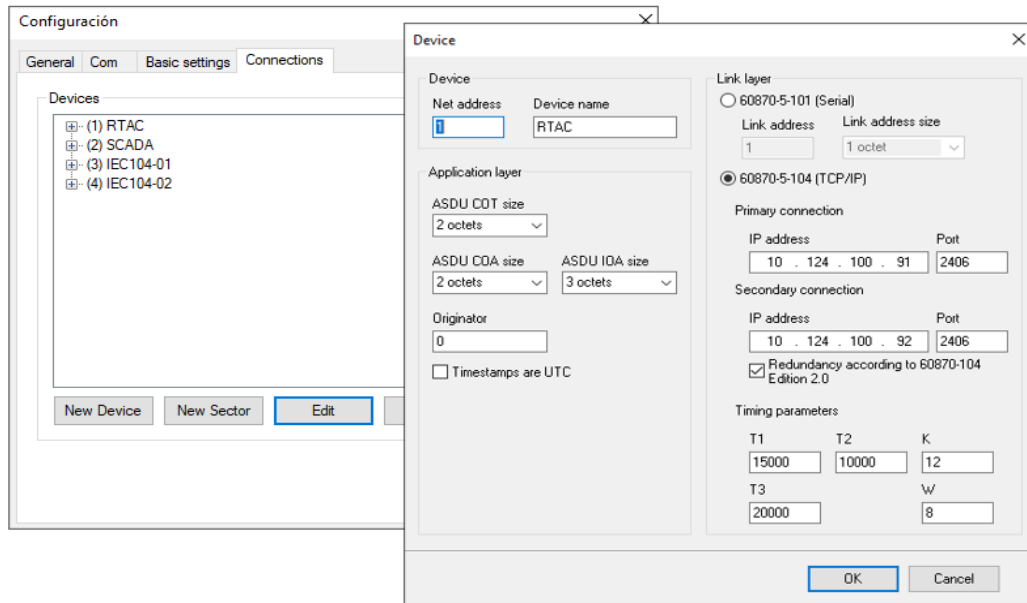 Configuración
General Com Basic settings Connections
Devices
(1) RTAC
(2) SCADA
(3) IEC104-01
(4) IEC104-02
New Device New Sector Edit
Device
Device
Net address Device name
1 RTAC
Application layer
ASDU COT size
2 octets
ASDU COA size ASDU IOA size
2 octets 3 octets
Originator
0
Timestamps are UTC
Link layer
60870-5-101 (Serial)
Link address Link address size
1 1 octet
60870-5-104 (TCP/IP)
Primary connection
IP address Port
10 . 124 . 100 . 91 2406
Secondary connection
IP address Port
10 . 124 . 100 . 92 2406
Redundancy according to 60870-104
Edition 2.0
Timing parameters
T1 T2 K
15000 10000 12
T3 W
20000 8
OK Cancel